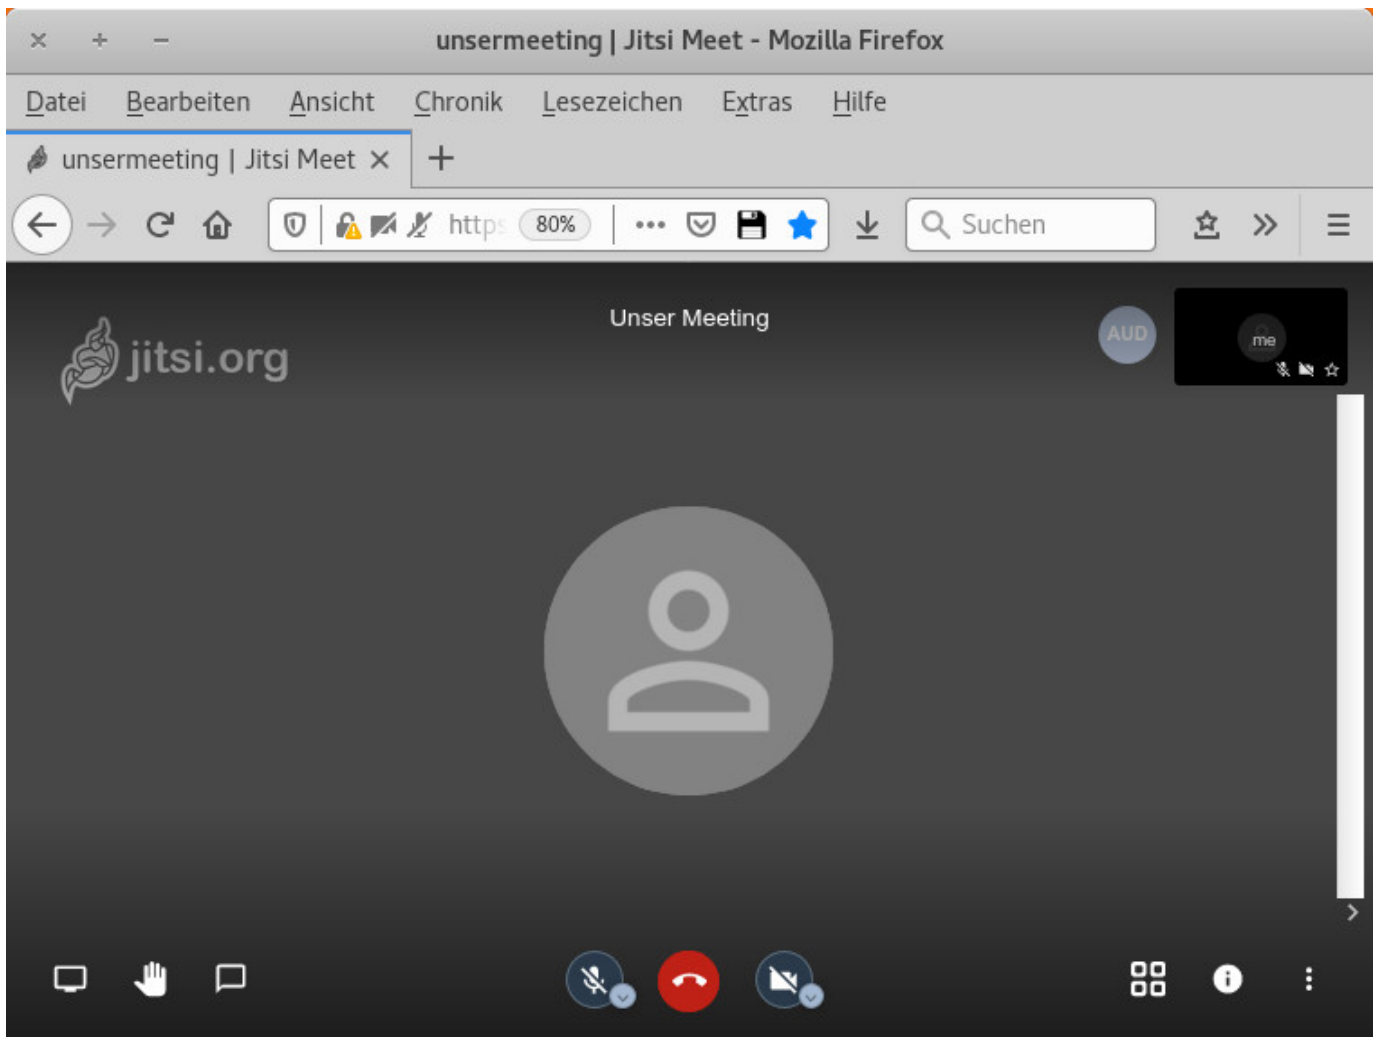 unsermeeting | Jitsi Meet - Mozilla Firefox
Datei Bearbeiten Ansicht Chronik Lesezeichen Extras Hilfe
unsermeeting | Jitsi Meet
https 80% Suchen
Unser Meeting
jitsi.org
AUD
me